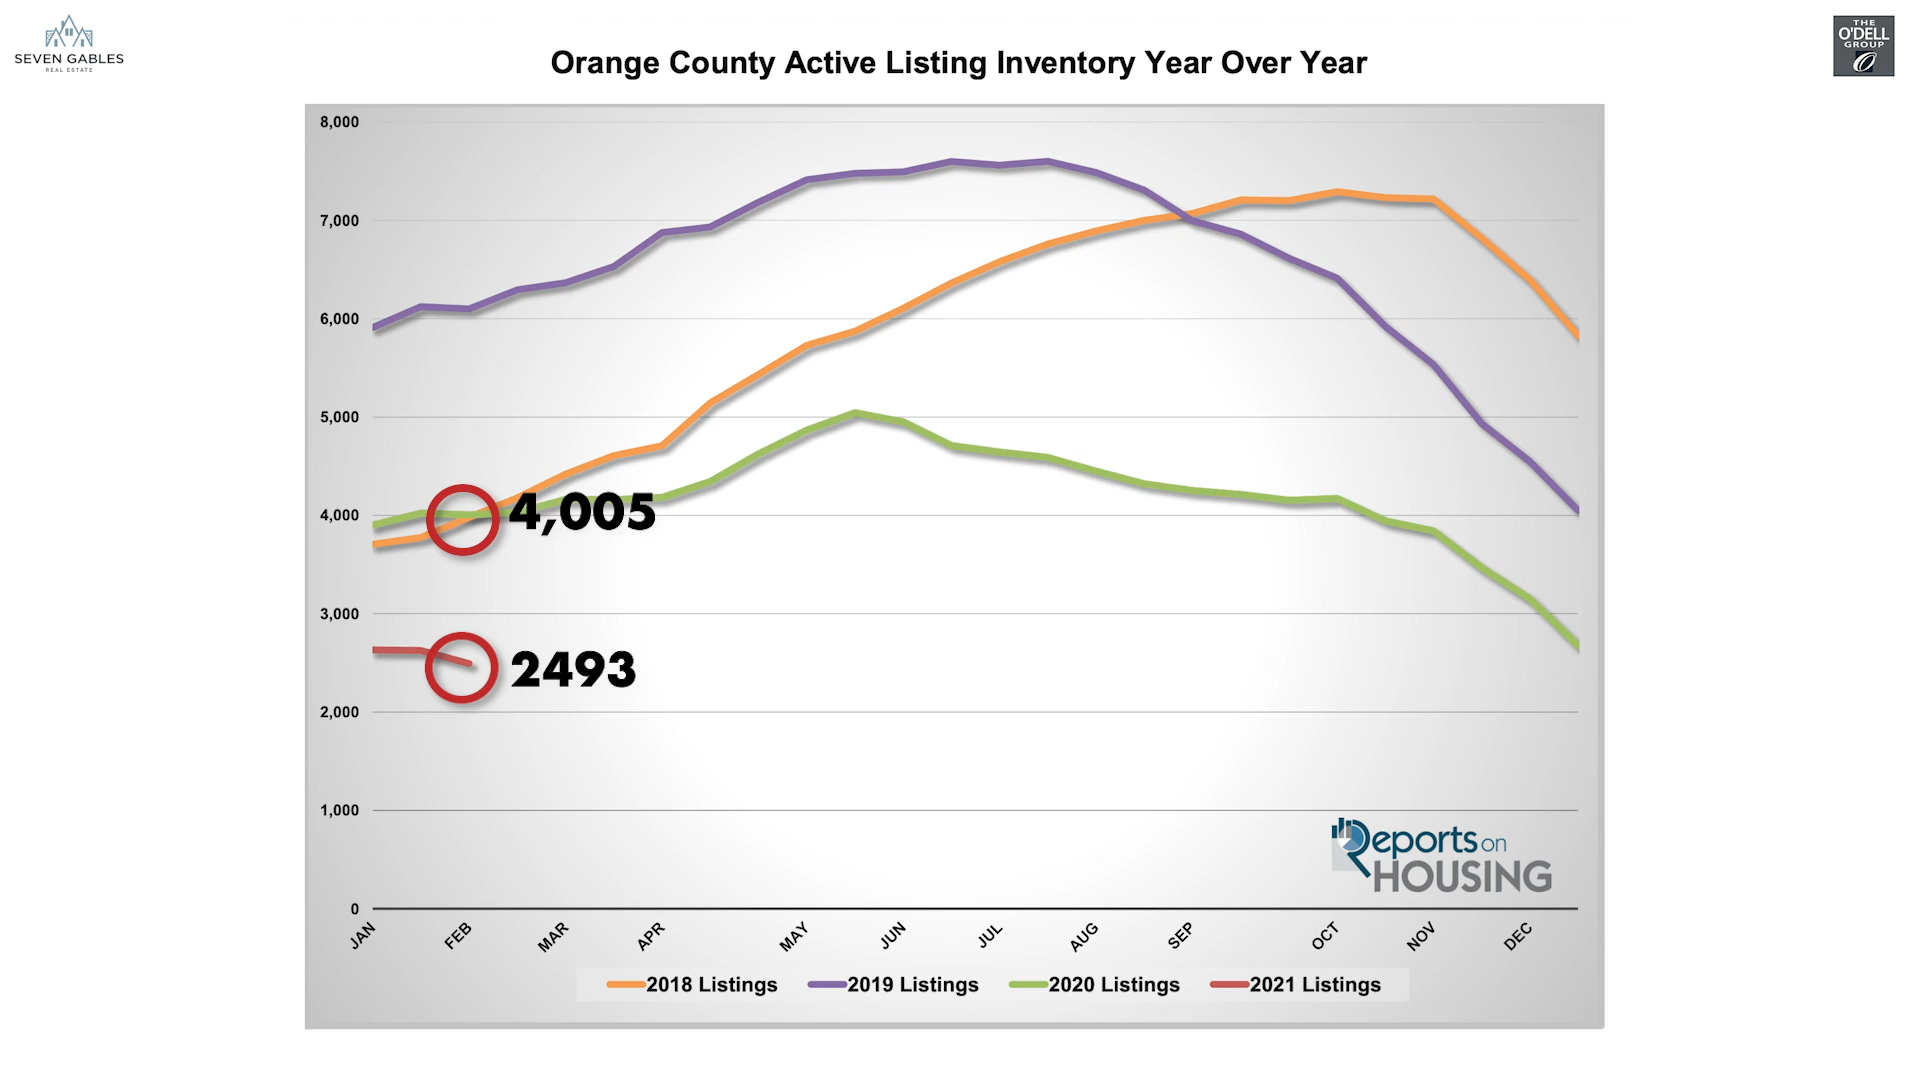 SEVEN GABLES
REAL ESTATE
THE
O'DELL
GROUP
O
Orange County Active Listing Inventory Year Over Year
8,000
7,000
6,000
5,000
4,000
3,000
2,000
1,000
0
4,005
2493
Reports on
HOUSING
JAN FEB MAR APR MAY JUN JUL AUG SEP OCT NOV DEC
2018 Listings 2019 Listings 2020 Listings 2021 Listings